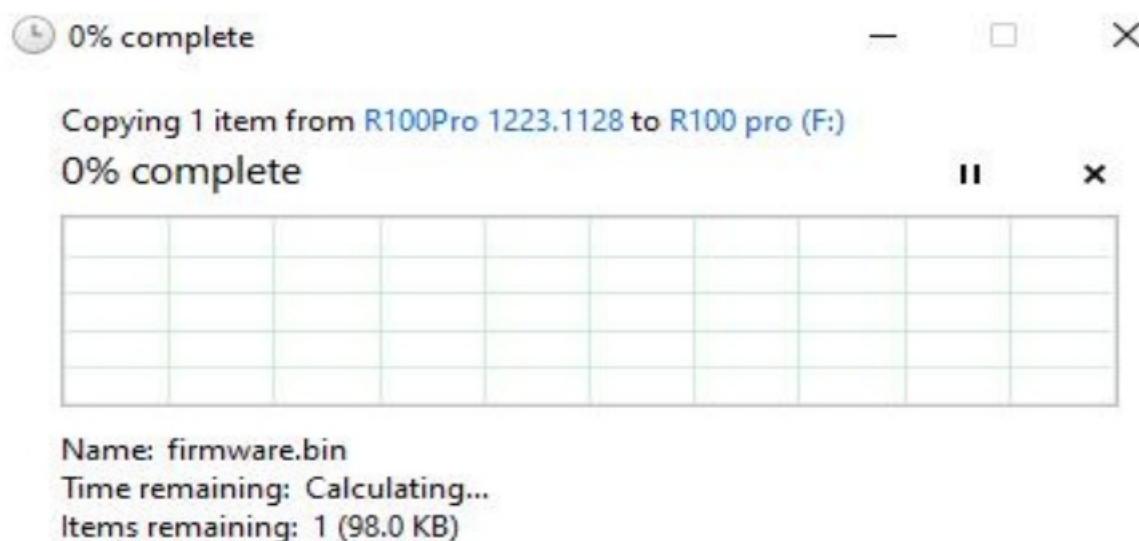 0% complete
Copying 1 item from R100Pro 1223.1128 to R100 pro (F:)
0% complete
Name: firmware.bin
Time remaining: Calculating...
Items remaining: 1 (98.0 KB)